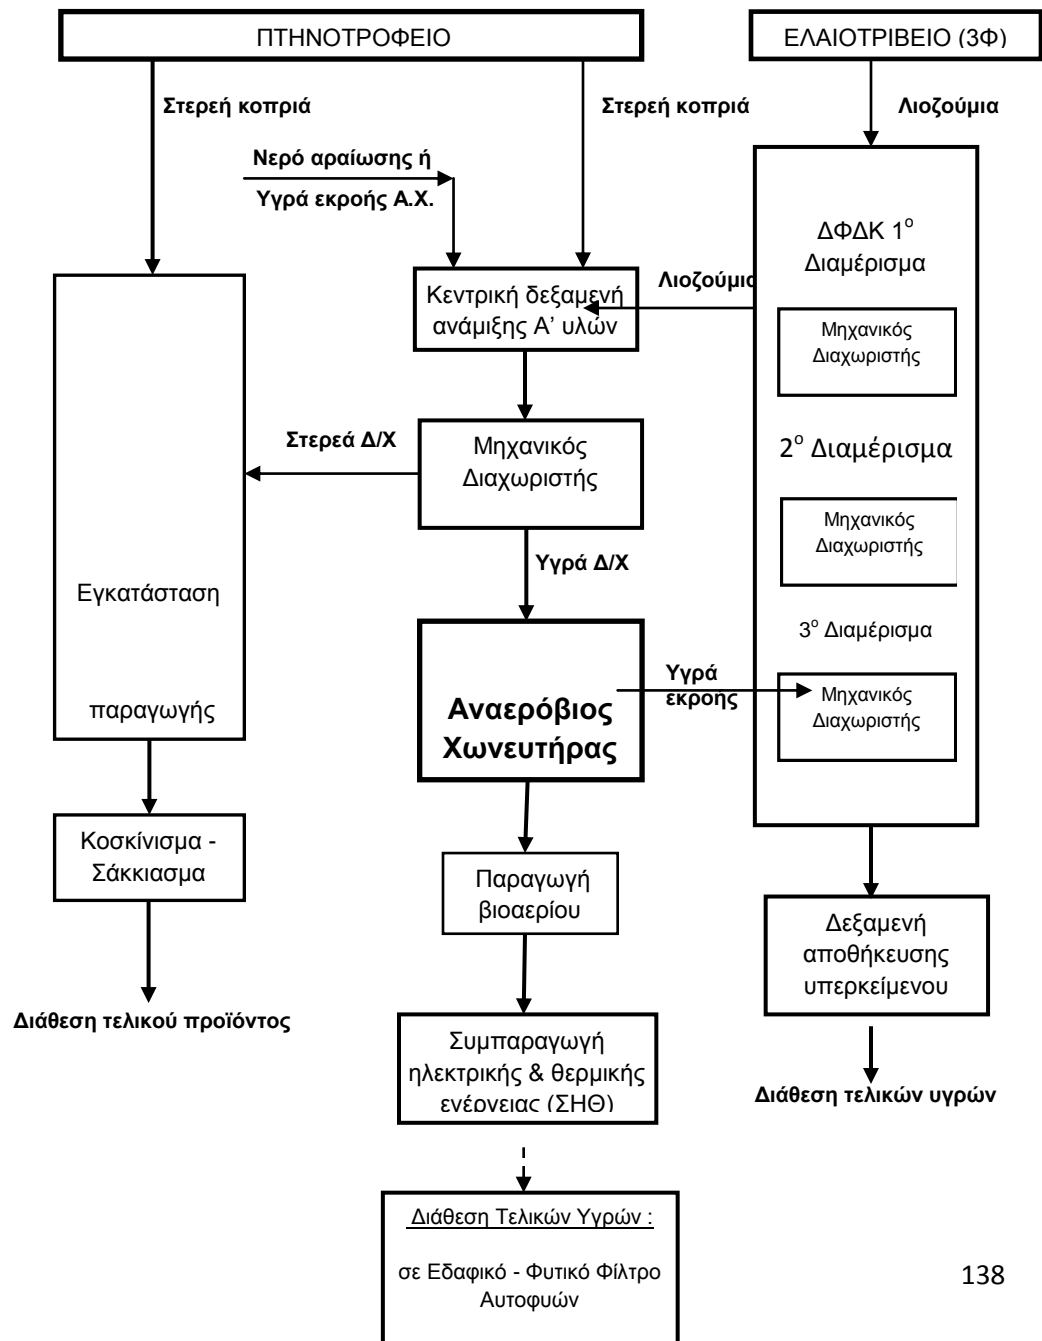 ΠΤΗΝΟΤΡΟΦΕΙΟ
ΕΛΑΙΟΤΡΙΒΕΙΟ (3Φ)
Στερεή κοπριά
Στερεή κοπριά
Λιοζούμια
Νερό αραίωσης ή
Υγρά εκροής Α.Χ.
ΔΦΔΚ 1ο
Διαμέρισμα
Κεντρική δεξαμενή
ανάμιξης Α' υλών
Λιοζούμια
Μηχανικός
Διαχωριστής
Στερεά Δ/Χ
Μηχανικός
Διαχωριστής
2ο Διαμέρισμα
Μηχανικός
Διαχωριστής
Υγρά Δ/Χ
Εγκατάσταση
παραγωγής
3ο Διαμέρισμα
Αναερόβιος
Χωνευτήρας
Υγρά
εκροής
Μηχανικός
Διαχωριστής
Κοσκίνισμα -
Σάκκιασμα
Παραγωγή
βιοαερίου
Δεξαμενή
αποθήκευσης
υπερκείμενου
Διάθεση τελικού προϊόντος
Συμπαραγωγή
ηλεκτρικής & θερμικής
ενέργειας (ΣΗΘ)
Διάθεση τελικών υγρών
Διάθεση Τελικών Υγρών :
σε Εδαφικό - Φυτικό Φίλτρο
Αυτοφυών
138